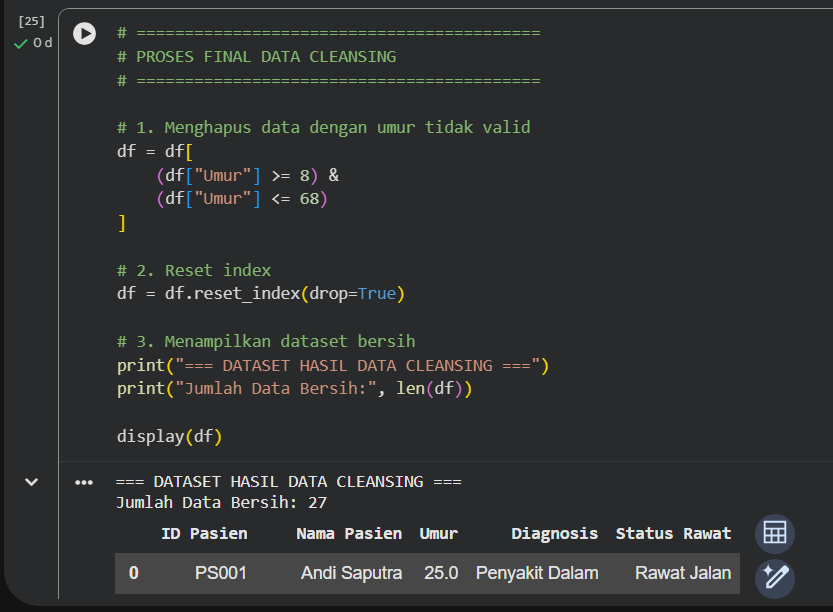 [25]
0 d
# ==========================================
# PROSES FINAL DATA CLEANSING
# ==========================================
# 1. Menghapus data dengan umur tidak valid
df = df[
    (df["Umur"] >= 8) &
    (df["Umur"] <= 68)
]
# 2. Reset index
df = df.reset_index(drop=True)
# 3. Menampilkan dataset bersih
print("=== DATASET HASIL DATA CLEANSING ===")
print("Jumlah Data Bersih:", len(df))
display(df)
=== DATASET HASIL DATA CLEANSING ===
Jumlah Data Bersih: 27
ID Pasien Nama Pasien Umur Diagnosis Status Rawat
0 PS001 Andi Saputra 25.0 Penyakit Dalam Rawat Jalan